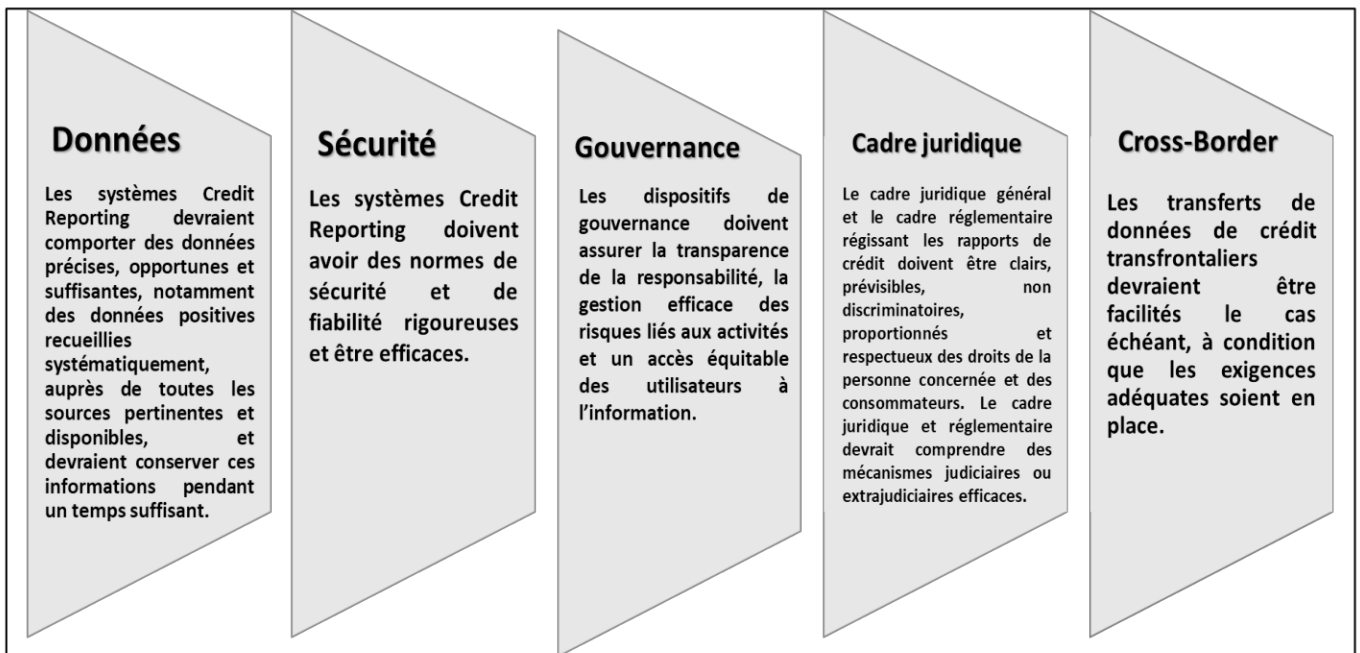 Données
Les systèmes Credit
Reporting devraient
comporter des données
précises, opportunes et
suffisantes, notamment
des données positives
recueillies
systématiquement,
auprès de toutes les
sources pertinentes et
disponibles, et
devraient conserver ces
informations pendant
un temps suffisant.
Sécurité
Les systèmes Credit
Reporting doivent
avoir des normes de
sécurité et de
fiabilité rigoureuses
et être efficaces.
Gouvernance
Les dispositifs de
gouvernance doivent
assurer la transparence
de la responsabilité, la
gestion efficace des
risques liés aux activités
et un accès équitable
des utilisateurs à
l’information.
Cadre juridique
Le cadre juridique général
et le cadre réglementaire
régissant les rapports de
crédit doivent être clairs,
prévisibles, non
discriminatoires,
proportionnés et
respectueux des droits de la
personne concernée et des
consommateurs. Le cadre
juridique et réglementaire
devrait comprendre des
mécanismes judiciaires ou
extrajudiciaires efficaces.
Cross-Border
Les transferts de
données de crédit
transfrontaliers
devraient être
facilités le cas
échéant, à condition
que les exigences
adéquates soient en
place.